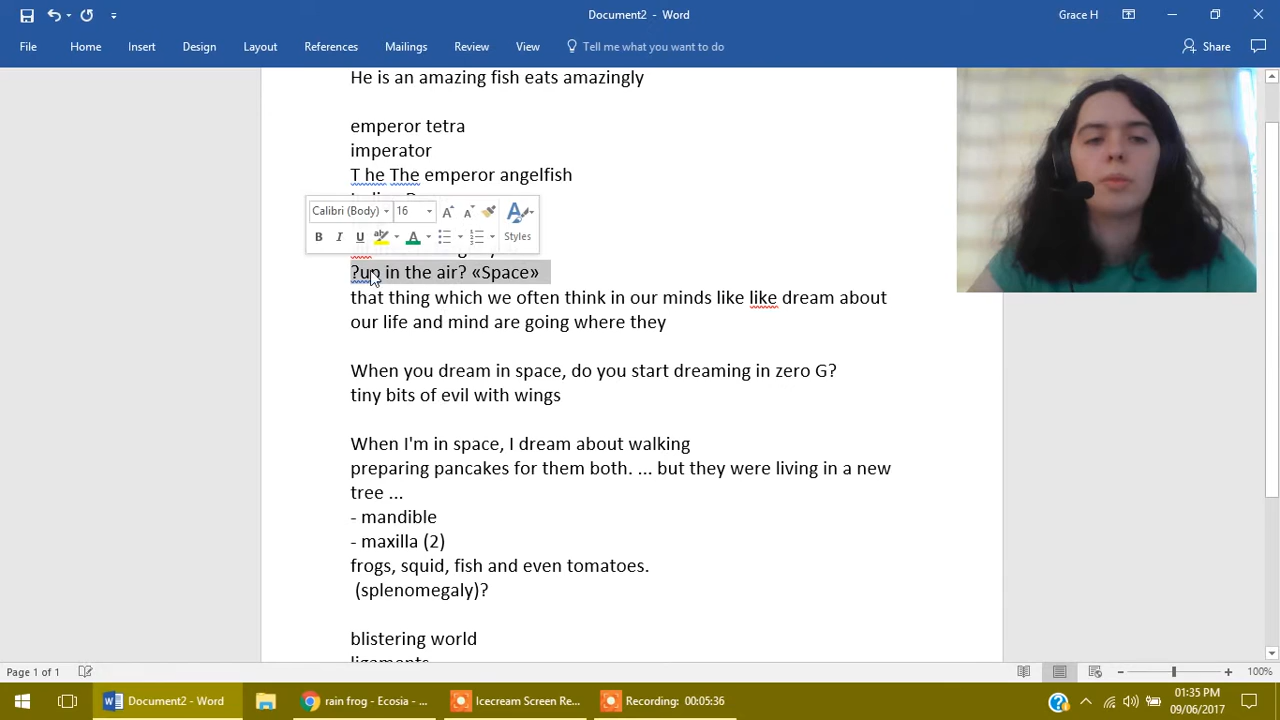 Document2 - Word
Grace H
File Home Insert Design Layout References Mailings Review View Tell me what you want to do Share
He is an amazing fish eats amazingly
emperor tetra
imperator
T he The emperor angelfish
Calibri (Body) 16
Styles
?up in the air? «Space»
that thing which we often think in our minds like like dream about
our life and mind are going where they
When you dream in space, do you start dreaming in zero G?
tiny bits of evil with wings
When I'm in space, I dream about walking
preparing pancakes for them both. ... but they were living in a new
tree ...
- mandible
- maxilla (2)
frogs, squid, fish and even tomatoes.
(splenomegaly)?
blistering world
ligaments
Page 1 of 1
100%
Document2 - Word
rain frog - Ecosia - ...
Icecream Screen Re...
Recording: 00:05:36
01:35 PM
09/06/2017